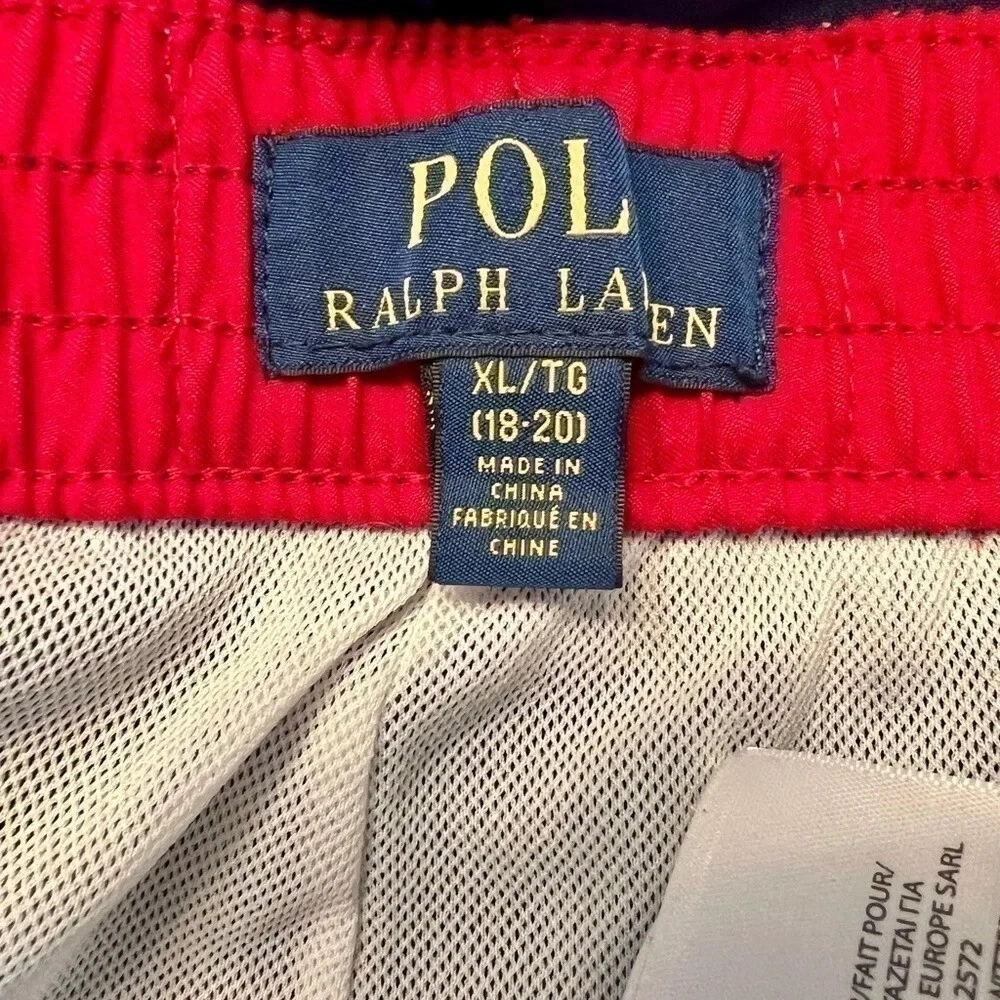 POL
RALPH LA EN
XL/TG
(18-20)
MADE IN
CHINA
FABRIQUÉ EN
CHINE
/FAIT POUR/
ΑΖΕΤΑΙ ΓΙΑ
EUROPE SARL
2572